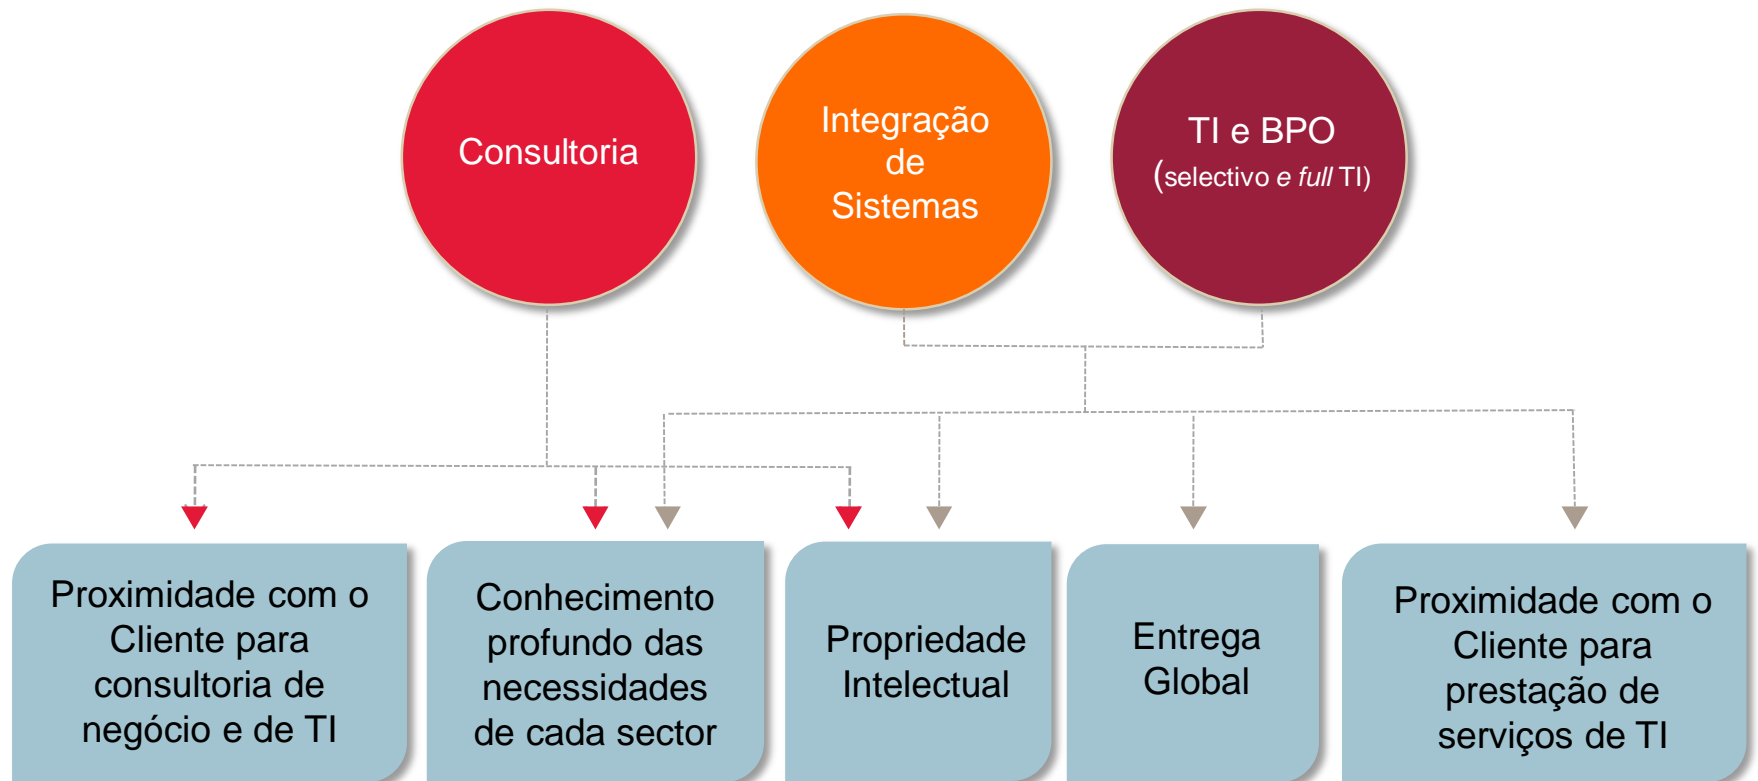 Consultoria
Integração
de
Sistemas
TI e BPO
(selectivo e full TI)
Proximidade com o
Cliente para
consultoria de
negócio e de TI
Conhecimento
profundo das
necessidades
de cada sector
Propriedade
Intelectual
Entrega
Global
Proximidade com o
Cliente para
prestação de
serviços de TI